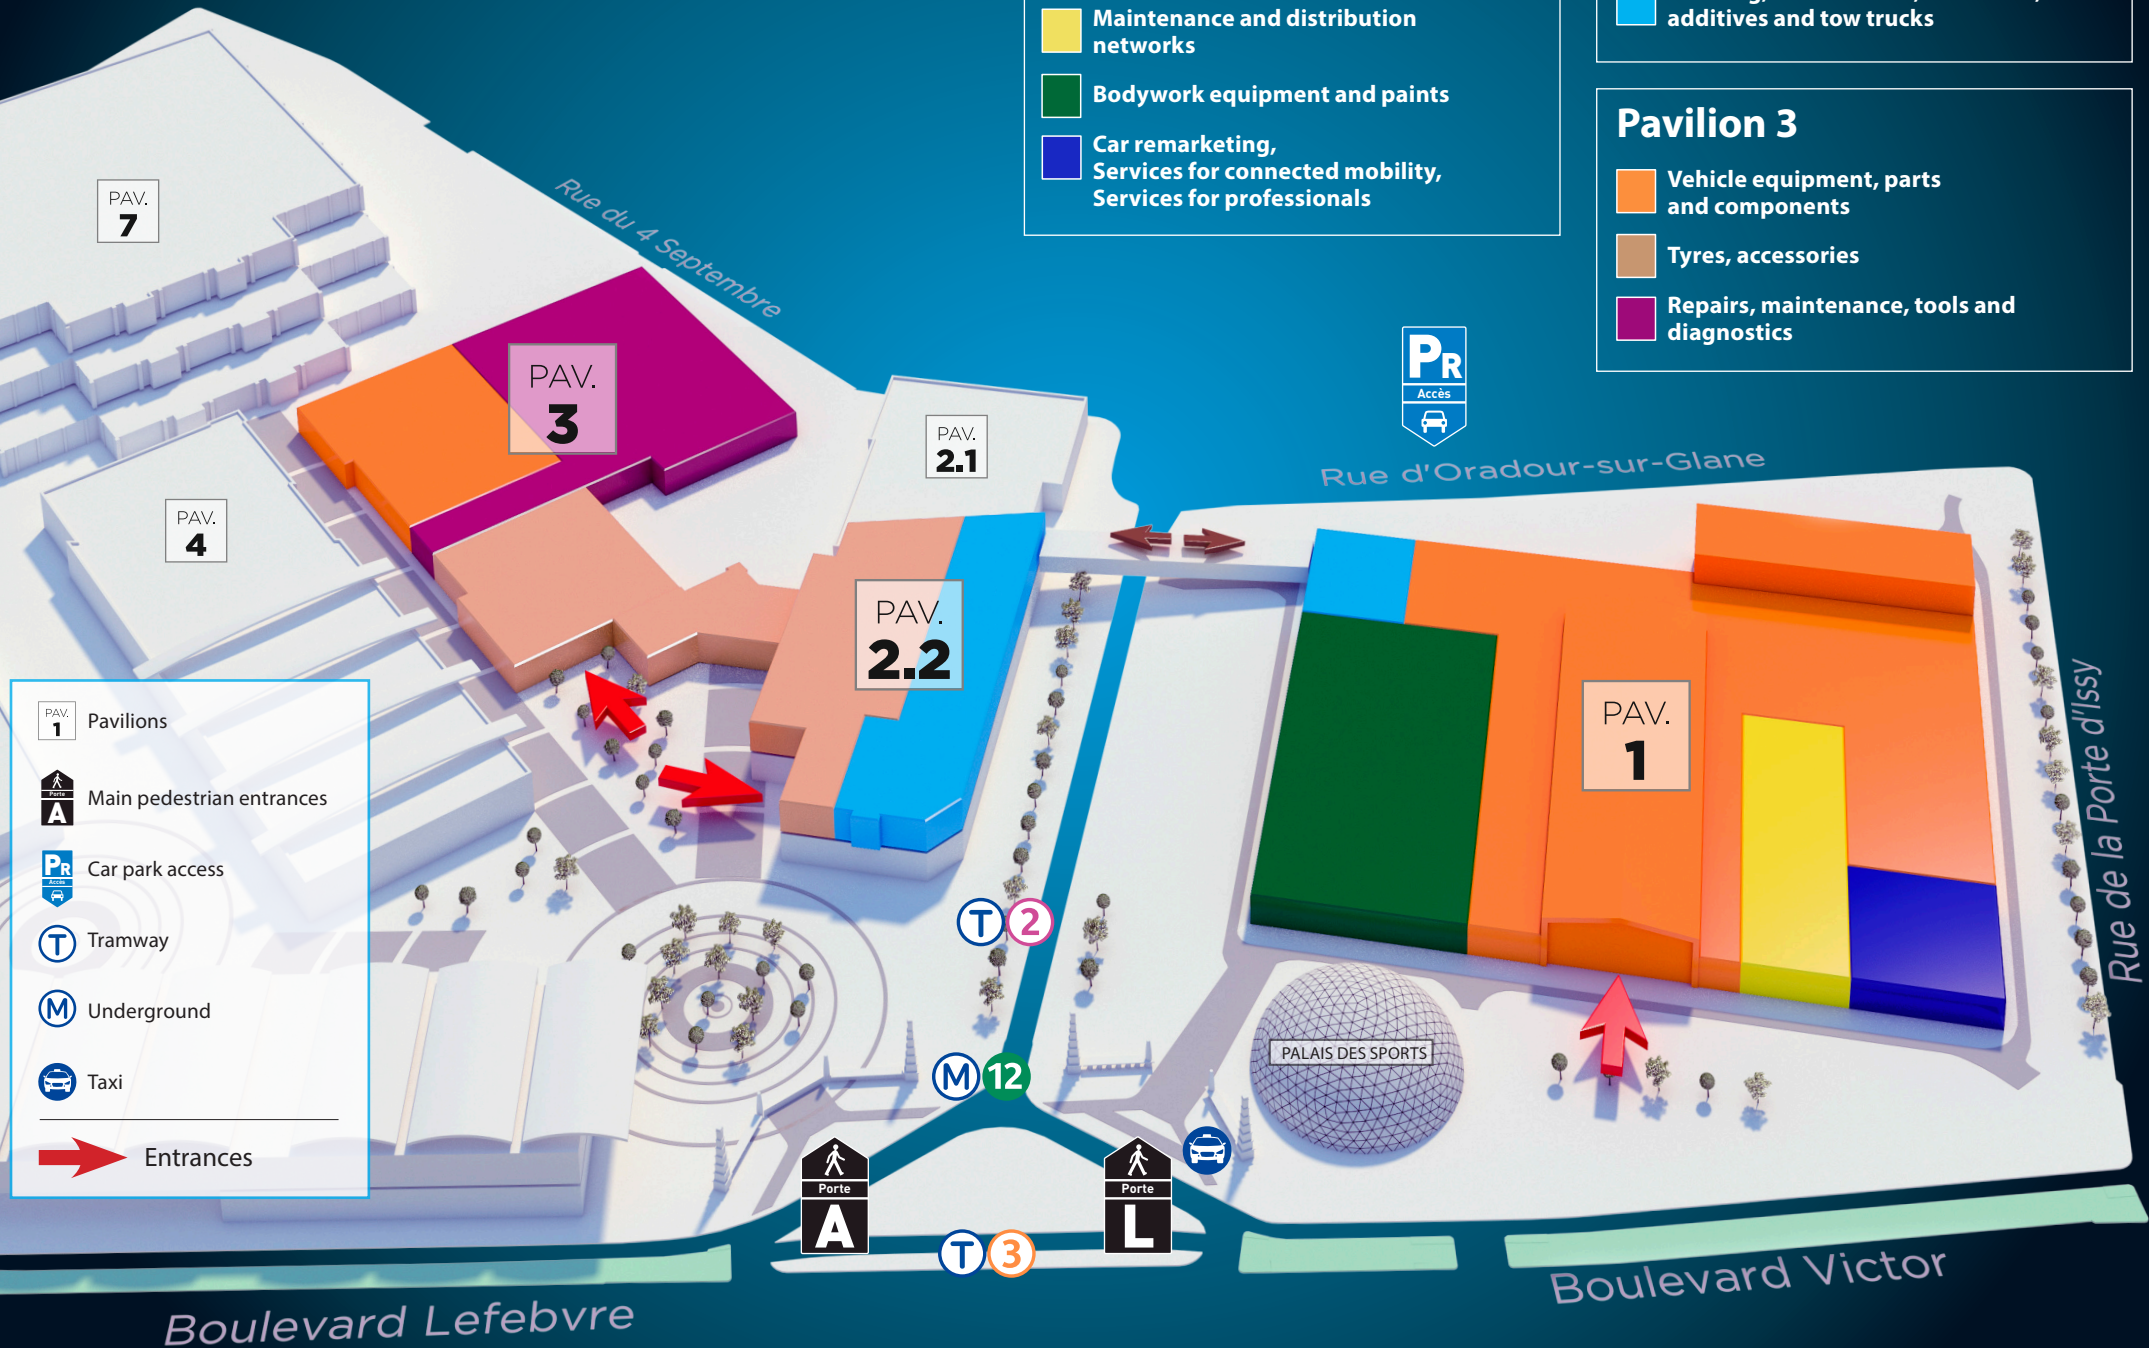 Maintenance and distribution
networks
Bodywork equipment and paints
Car remarketing,
Services for connected mobility,
Services for professionals
additives and tow trucks
Pavilion 3
Vehicle equipment, parts
and components
Tyres, accessories
Repairs, maintenance, tools and
diagnostics
PAV.
7
Rue du 4 Septembre
PAV.
3
PAV.
2.1
PR
Accès
Rue d'Oradour-sur-Glane
PAV.
4
PAV.
2.2
PAV.
1
Rue de la Porte d'Issy
PAV.
1
Pavilions
Porte
A
Main pedestrian entrances
PR
Accès
Car park access
T
Tramway
M
Underground
Taxi
Entrances
T 2
M 12
PALAIS DES SPORTS
Porte
A
Porte
L
T 3
Boulevard Lefebvre
Boulevard Victor